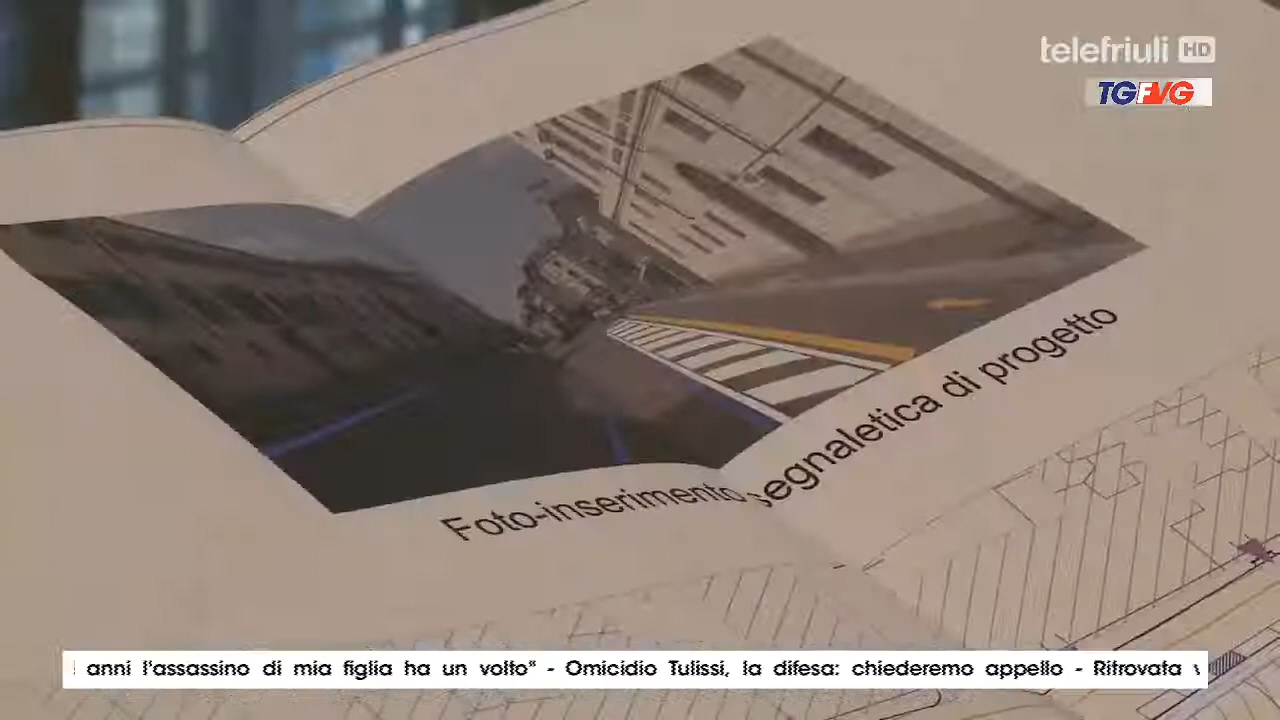 telefriuli HD
TGFVG
Foto-inserimento segnaletica di progetto
anni l'assassino di mia figlia ha un volto" - Omicidio Tulissi, la difesa: chiederemo appello - Ritrovata